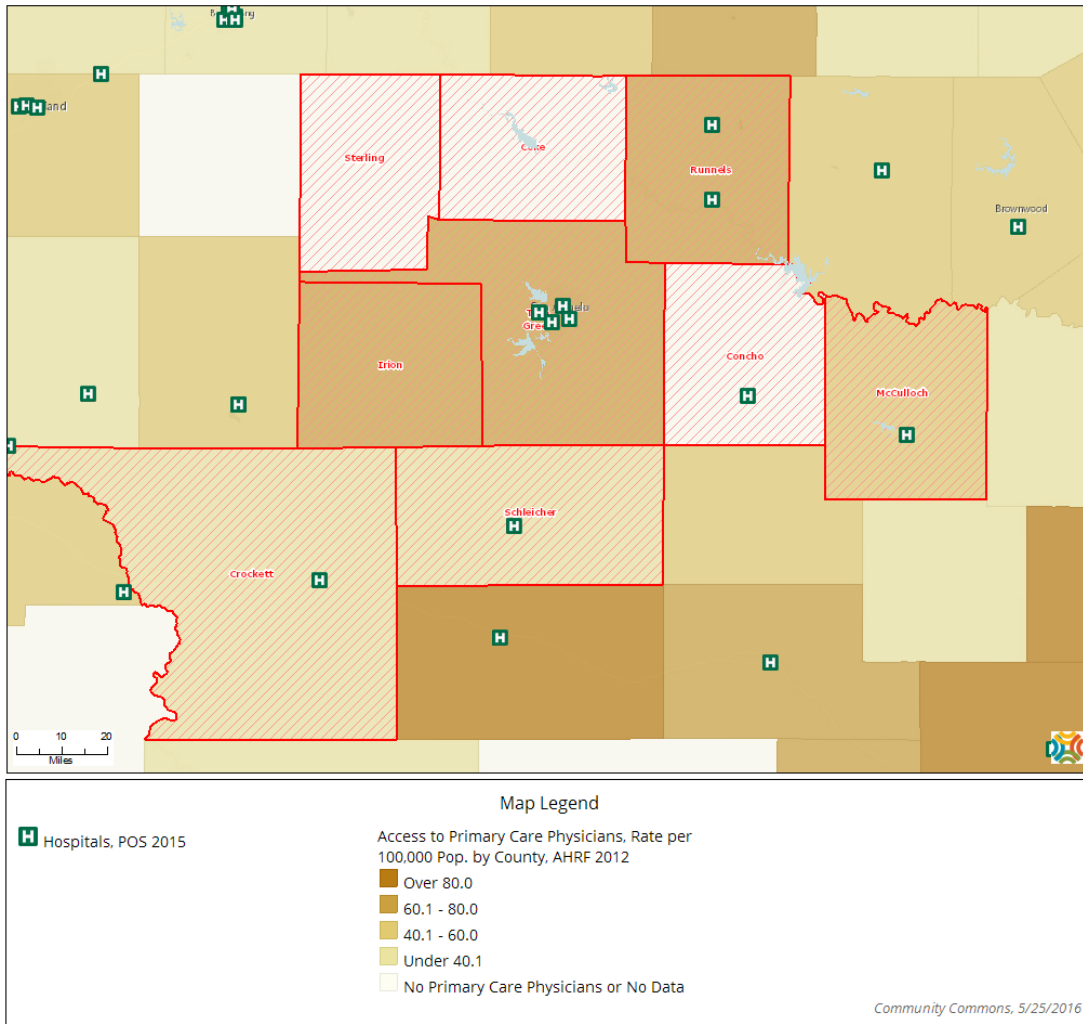 Sterling
Runnels
Brownwood
Irion
Concho
McCulloch
Schleicher
Crockett
0 10 20
Miles
Map Legend
H Hospitals, POS 2015
Access to Primary Care Physicians, Rate per
100,000 Pop. by County, AHRF 2012
Over 80.0
60.1 - 80.0
40.1 - 60.0
Under 40.1
No Primary Care Physicians or No Data
Community Commons, 5/25/2016